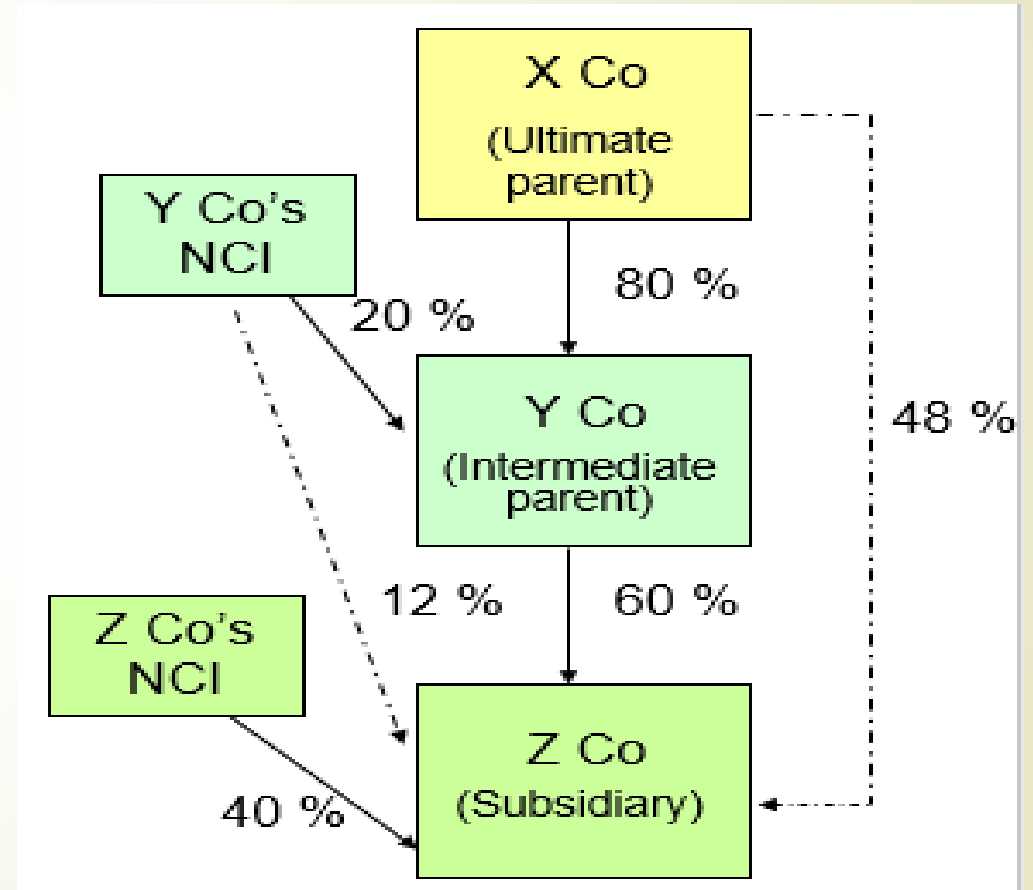 X Co
(Ultimate
parent)
Y Co's
NCI
80 %
20 %
Y Co
(Intermediate
parent)
48 %
12 %
60 %
Z Co's
NCI
Z Co
(Subsidiary)
40 %